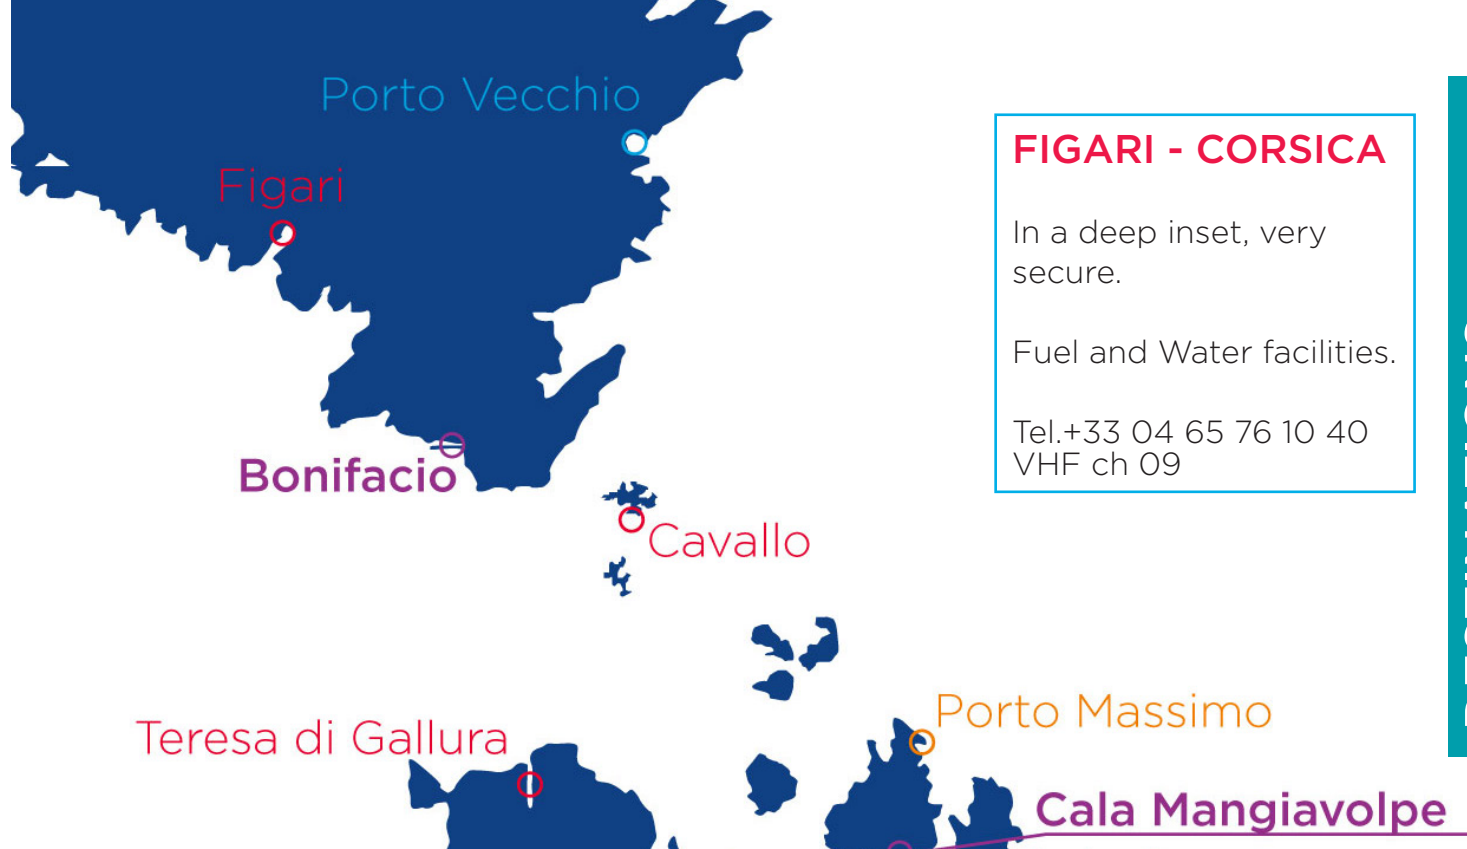 Porto Vecchio
Figari
Bonifacio
Cavallo
Teresa di Gallura
Porto Massimo
Cala Mangiavolpe
FIGARI - CORSICA
In a deep inset, very
secure.
Fuel and Water facilities.
Tel.+33 04 65 76 10 40
VHF ch 09